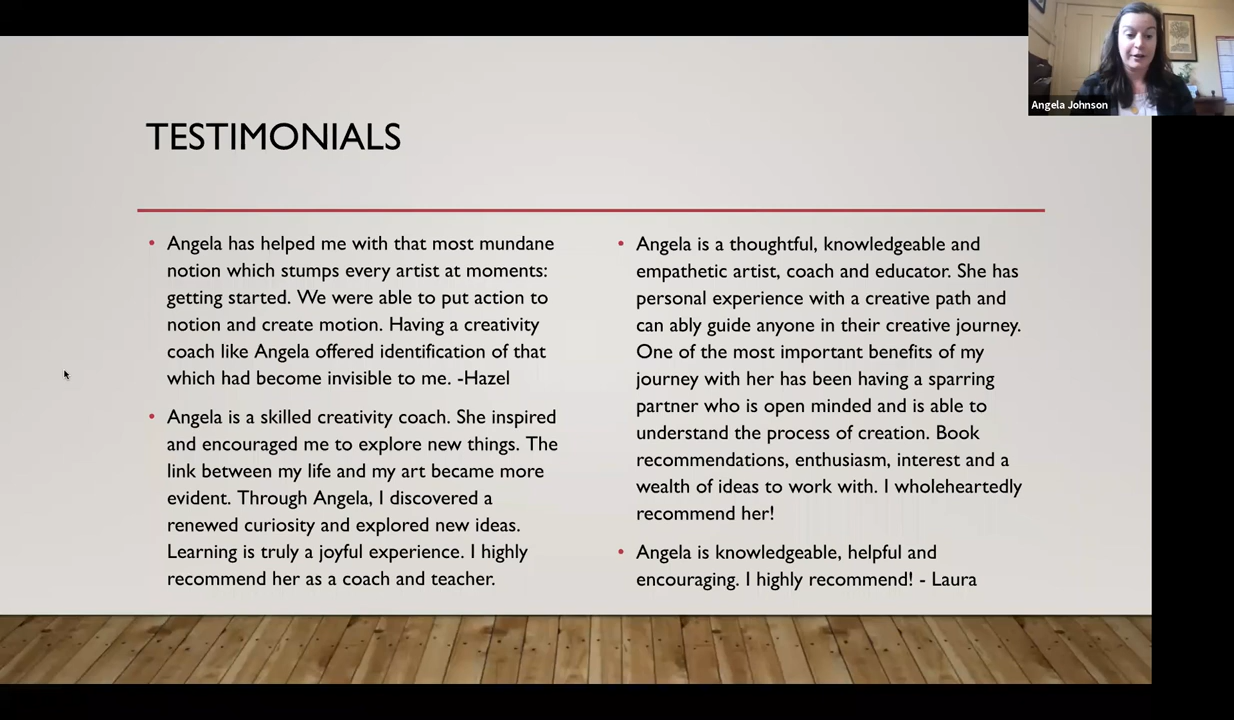 TESTIMONIALS
Angela Johnson
• Angela has helped me with that most mundane
notion which stumps every artist at moments:
getting started. We were able to put action to
notion and create motion. Having a creativity
coach like Angela offered identification of that
which had become invisible to me. -Hazel
• Angela is a skilled creativity coach. She inspired
and encouraged me to explore new things. The
link between my life and my art became more
evident. Through Angela, I discovered a
renewed curiosity and explored new ideas.
Learning is truly a joyful experience. I highly
recommend her as a coach and teacher.
• Angela is a thoughtful, knowledgeable and
empathetic artist, coach and educator. She has
personal experience with a creative path and
can ably guide anyone in their creative journey.
One of the most important benefits of my
journey with her has been having a sparring
partner who is open minded and is able to
understand the process of creation. Book
recommendations, enthusiasm, interest and a
wealth of ideas to work with. I wholeheartedly
recommend her!
• Angela is knowledgeable, helpful and
encouraging. I highly recommend! - Laura